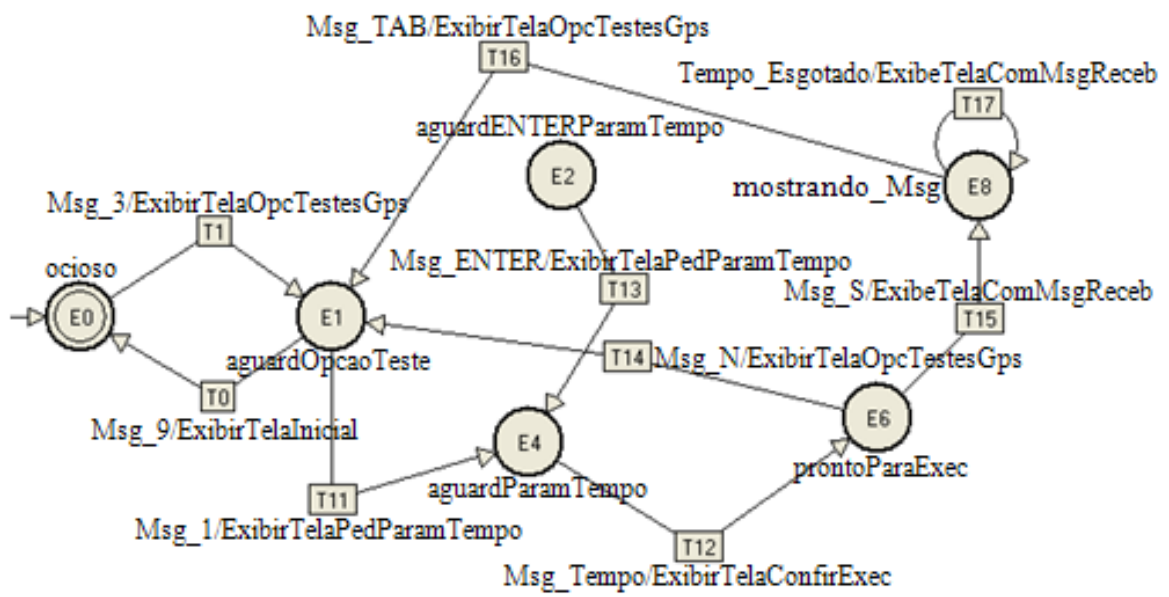 Msg_TAB/ExibirTelaOpcTestesGps
T16
Tempo_Esgotado/ExibeTelaComMsgReceb
T17
aguardENTERParamTempo
E2
mostrando_Msg
E8
Msg_3/ExibirTelaOpcTestesGps
T1
ocioso
Msg_ENTER/ExibirTelaPedParamTempo
T13
Msg_S/ExibeTelaComMsgReceb
E0
E1
T15
aguardOpcaoTeste
T14
Msg_N/ExibirTelaOpcTestesGps
T0
Msg_9/ExibirTelaInicial
E4
E6
prontoParaExec
aguardParamTempo
T11
Msg_1/ExibirTelaPedParamTempo
T12
Msg_Tempo/ExibirTelaConfirExec